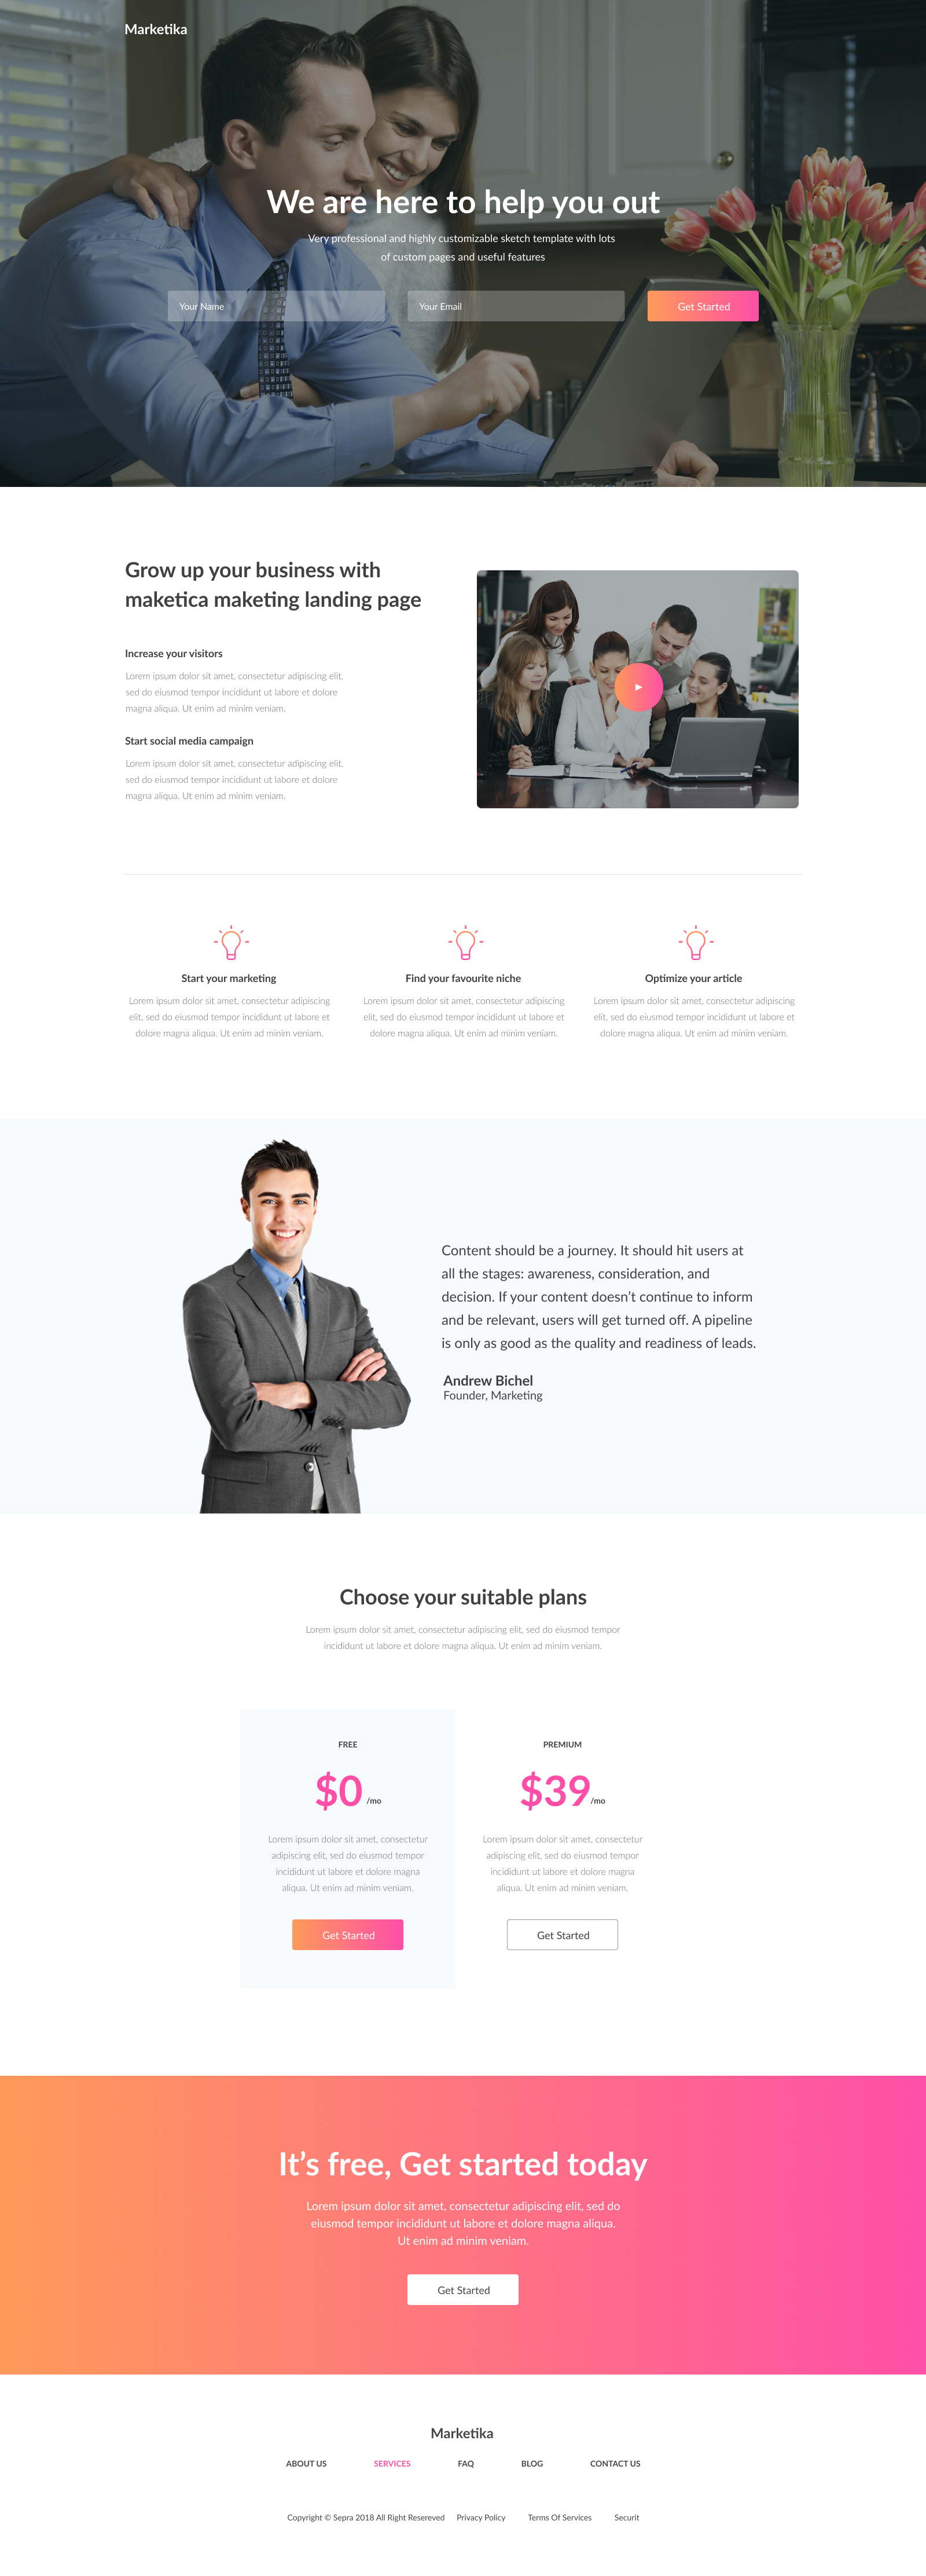 Marketika
We are here to help you out
Very professional and highly customizable sketch template with lots
of custom pages and useful features
Your Name
Your Email
Get Started
Grow up your business with
maketica maketing landing page
Increase your visitors
Lorem ipsum dolor sit amet, consectetur adipiscing elit,
sed do eiusmod tempor incididunt ut labore et dolore
magna aliqua. Ut enim ad minim veniam.
Start social media campaign
Lorem ipsum dolor sit amet, consectetur adipiscing elit,
sed do eiusmod tempor incididunt ut labore et dolore
magna aliqua. Ut enim ad minim veniam.
Start your marketing
Lorem ipsum dolor sit amet, consectetur adipiscing
elit, sed do eiusmod tempor incididunt ut labore et
dolore magna aliqua. Ut enim ad minim veniam.
Find your favourite niche
Lorem ipsum dolor sit amet, consectetur adipiscing
elit, sed do eiusmod tempor incididunt ut labore et
dolore magna aliqua. Ut enim ad minim veniam.
Optimize your article
Lorem ipsum dolor sit amet, consectetur adipiscing
elit, sed do eiusmod tempor incididunt ut labore et
dolore magna aliqua. Ut enim ad minim veniam.
Content should be a journey. It should hit users at
all the stages: awareness, consideration, and
decision. If your content doesn’t continue to inform
and be relevant, users will get turned off. A pipeline
is only as good as the quality and readiness of leads.
Andrew Bichel
Founder, Marketing
Choose your suitable plans
Lorem ipsum dolor sit amet, consectetur adipiscing elit, sed do eiusmod tempor
incididunt ut labore et dolore magna aliqua. Ut enim ad minim veniam.
FREE
$0 /mo
Lorem ipsum dolor sit amet, consectetur
adipiscing elit, sed do eiusmod tempor
incididunt ut labore et dolore magna
aliqua. Ut enim ad minim veniam.
Get Started
PREMIUM
$39/mo
Lorem ipsum dolor sit amet, consectetur
adipiscing elit, sed do eiusmod tempor
incididunt ut labore et dolore magna
aliqua. Ut enim ad minim veniam.
Get Started
It’s free, Get started today
Lorem ipsum dolor sit amet, consectetur adipiscing elit, sed do
eiusmod tempor incididunt ut labore et dolore magna aliqua.
Ut enim ad minim veniam.
Get Started
Marketika
ABOUT US SERVICES FAQ BLOG CONTACT US
Copyright © Sepra 2018 All Right Resereved Privacy Policy Terms Of Services Securit